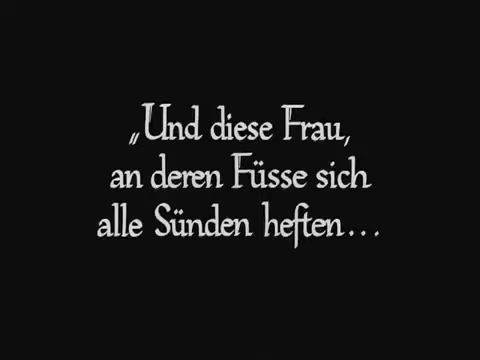 „Und diese Frau,
an deren Füsse sich
alle Sünden heften...